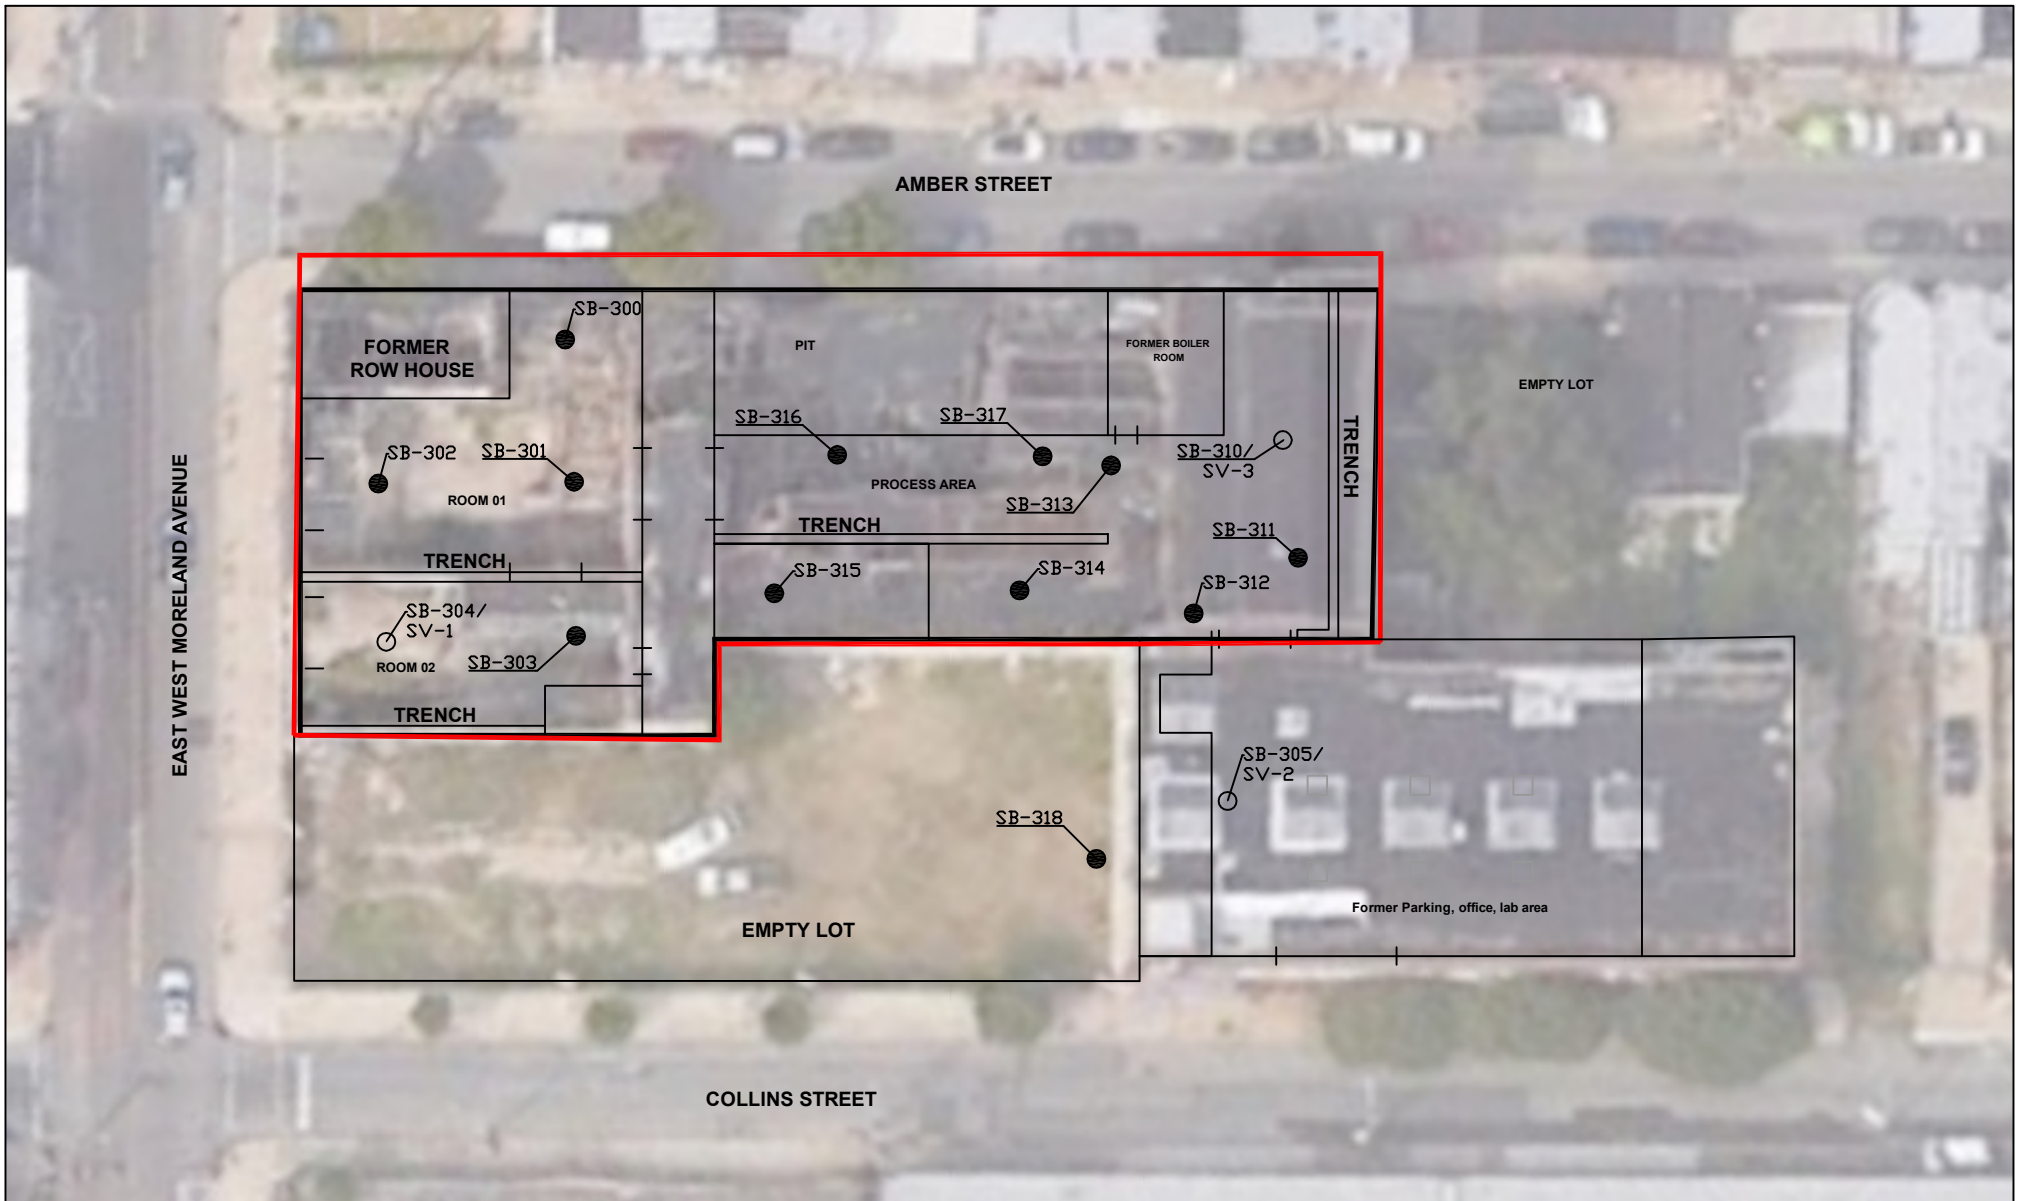 AMBER STREET
SB-300
FORMER
ROW HOUSE
PIT
FORMER BOILER
ROOM
EMPTY LOT
SB-316
SB-317
SB-302
SB-301
SB-310/
SV-3
TRENCH
ROOM 01
PROCESS AREA
SB-313
TRENCH
SB-311
TRENCH
SB-315
SB-314
SB-312
SB-304/
SV-1
ROOM 02
SB-303
TRENCH
EAST WEST MORELAND AVENUE
SB-305/
SV-2
SB-318
Former Parking, office, lab area
EMPTY LOT
COLLINS STREET